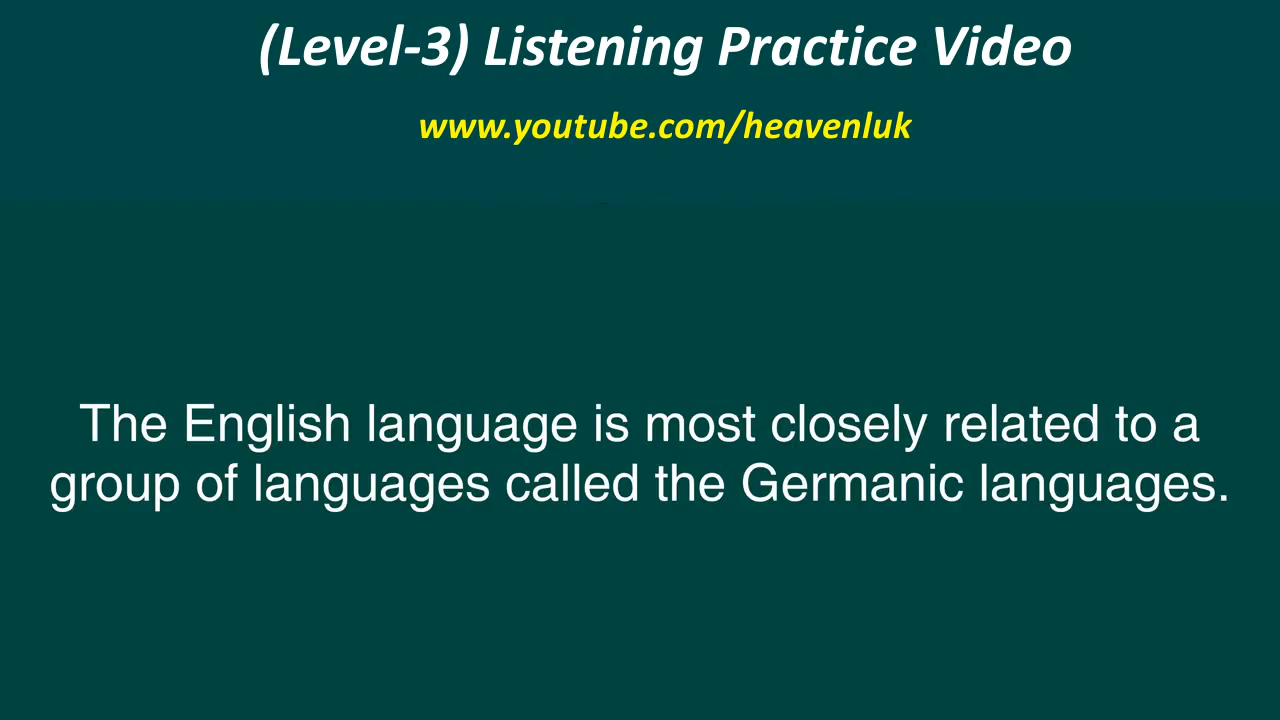 (Level-3) Listening Practice Video
www.youtube.com/heavenluk
The English language is most closely related to a
group of languages called the Germanic languages.